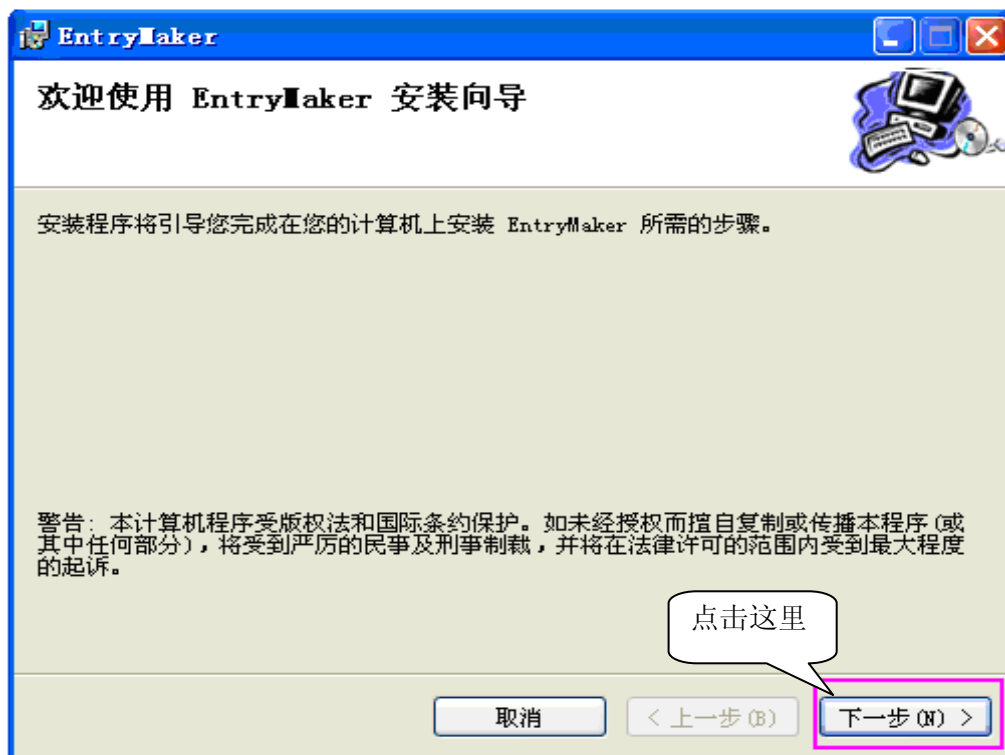 EntryMaker
欢迎使用 EntryMaker 安装向导
安装程序将引导您完成在您的计算机上安装 EntryMaker 所需的步骤。
警告: 本计算机程序受版权法和国际条约保护。如未经授权而擅自复制或传播本程序(或
其中任何部分),将受到严厉的民事及刑事制裁,并将在法律许可的范围内受到最大程度
的起诉。
点击这里
取消
< 上一步(B)
下一步(N) >